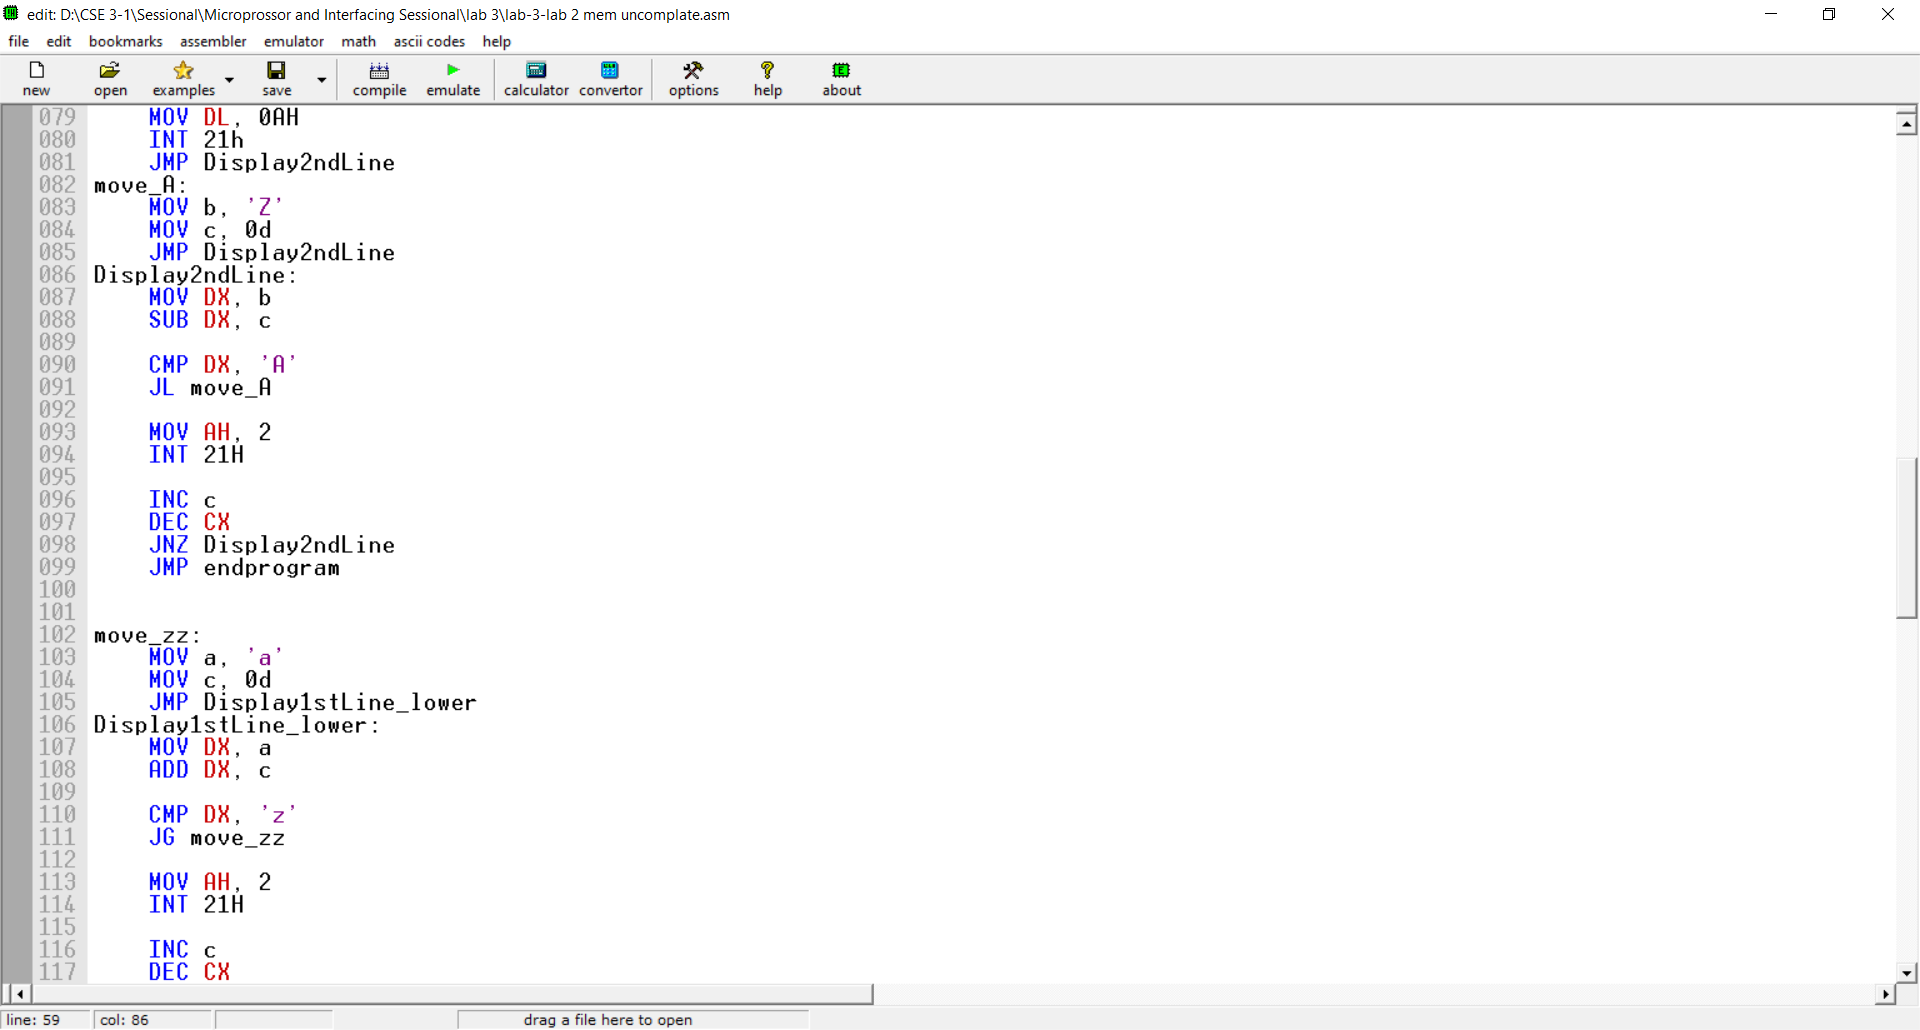 edit: D:\CSE 3-1\Sessional\Microprossor and Interfacing Sessional\lab 3\lab-3-lab 2 mem uncomplate.asm
file edit bookmarks assembler emulator math ascii codes help
new open examples save compile emulate calculator convertor options help about
079 MOV DL, 0AH
080 INT 21h
081 JMP Display2ndLine
082 move_A:
083 MOV b, 'Z'
084 MOV c, 0d
085 JMP Display2ndLine
086 Display2ndLine:
087 MOV DX, b
088 SUB DX, c
089
090 CMP DX, 'A'
091 JL move_A
092
093 MOV AH, 2
094 INT 21H
095
096 INC c
097 DEC CX
098 JNZ Display2ndLine
099 JMP endprogram
100
101
102 move_zz:
103 MOV a, 'a'
104 MOV c, 0d
105 JMP Display1stLine_lower
106 Display1stLine_lower:
107 MOV DX, a
108 ADD DX, c
109
110 CMP DX, 'z'
111 JG move_zz
112
113 MOV AH, 2
114 INT 21H
115
116 INC c
117 DEC CX
line: 59 col: 86 drag a file here to open